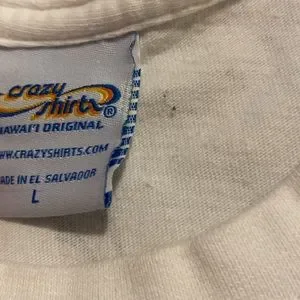 crazy
shirts®
HAWAI'I ORIGINAL
WWW.CRAZYSHIRTS.COM
MADE IN EL SALVADOR
L